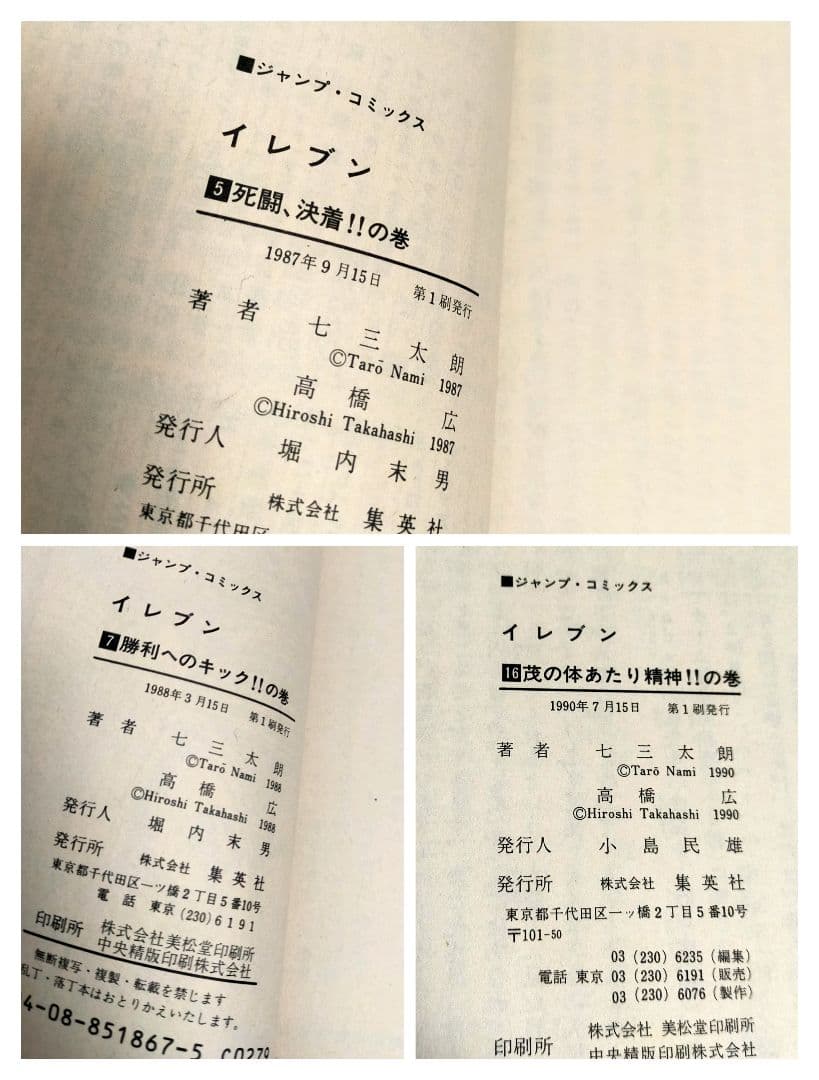 ■ジャンプ・コミックス
イレブン
5 死闘、決着!!の巻
1987年9月15日 第1刷発行
著者 七三太朗
©Tarō Nami 1987
高橋広
©Hiroshi Takahashi 1987
発行人 堀内末男
発行所 株式会社 集英社
東京都千代田区
■ジャンプ・コミックス
イレブン
7 勝利へのキック!!の巻
1988年3月15日 第1刷発行
著者 七三太朗
©Tarō Nami 1988
高橋広
©Hiroshi Takahashi 1988
発行人 堀内末男
発行所 株式会社 集英社
東京都千代田区一ツ橋2丁目5番10号
電話 東京(230)6191
印刷所 株式会社美松堂印刷所
中央精版印刷株式会社
無断複写・複製・転載を禁じます
乱丁・落丁本はおとりかえいたします。
4-08-851867-5 C0279
■ジャンプ・コミックス
イレブン
16 茂の体あたり精神!!の巻
1990年7月15日 第1刷発行
著者 七三太朗
©Tarō Nami 1990
高橋広
©Hiroshi Takahashi 1990
発行人 小島民雄
発行所 株式会社 集英社
東京都千代田区一ッ橋2丁目5番10号
〒101-50
03(230)6235(編集)
電話 東京 03(230)6191(販売)
03(230)6076(製作)
株式会社 美松堂印刷所
印刷所
中央精版印刷株式会社